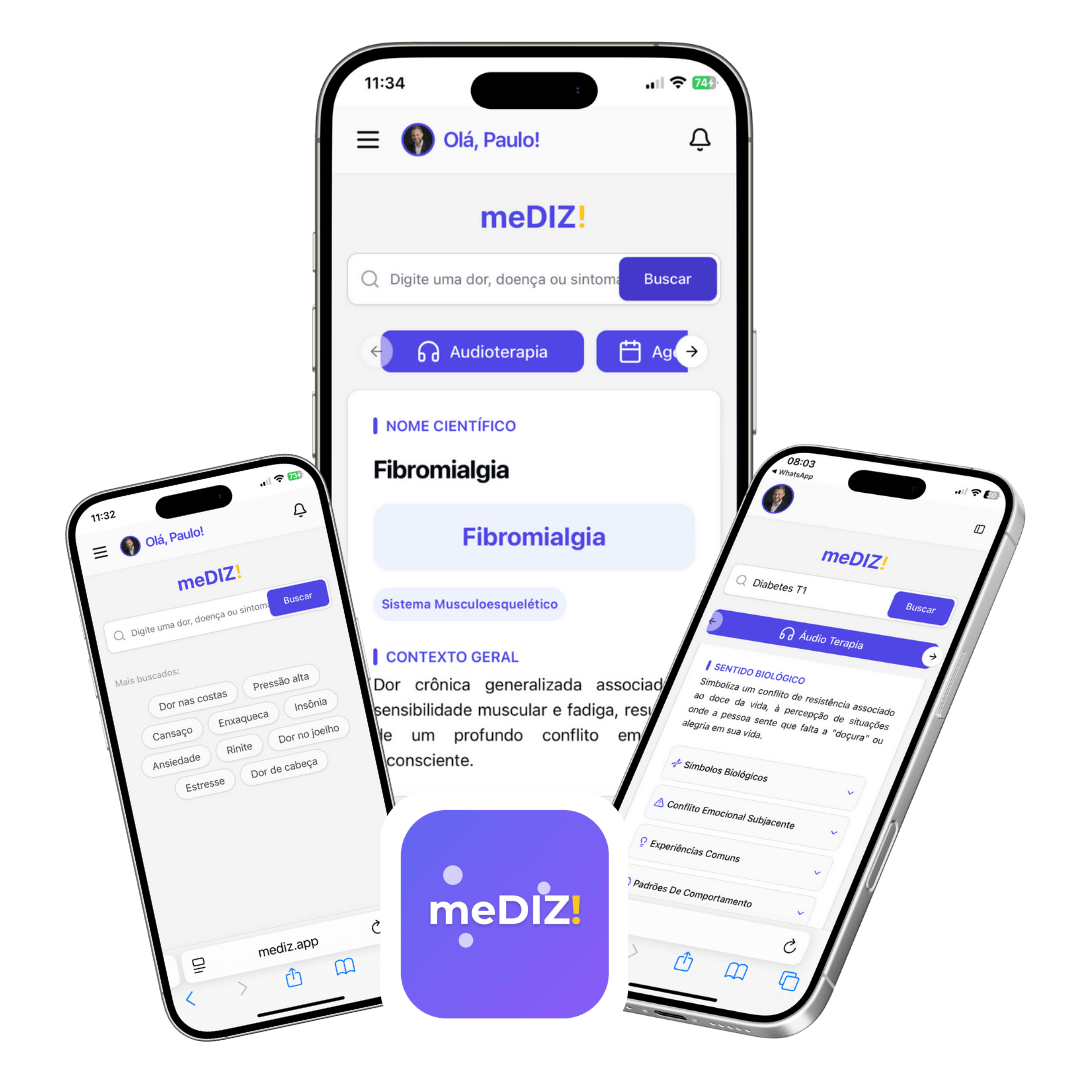 11:34
74
Olá, Paulo!
meDIZ!
Digite uma dor, doença ou sintoma
Buscar
Audioterapia
Age
NOME CIENTÍFICO
Fibromialgia
Fibromialgia
Sistema Musculoesquelético
CONTEXTO GERAL
Dor crônica generalizada associad
sensibilidade muscular e fadiga, resu
de um profundo conflito em
consciente.
11:32
Olá, Paulo!
meDIZ!
Digite uma dor, doença ou sintom
Buscar
Mais buscados:
Dor nas costas
Pressão alta
Cansaço
Enxaqueca
Insônia
Ansiedade
Rinite
Dor no joelho
Estresse
Dor de cabeça
mediz.app
08:03
WhatsApp
meDIZ!
Diabetes T1
Buscar
Áudio Terapia
SENTIDO BIOLÓGICO
Simboliza um conflito de resistência associado
ao doce da vida, à percepção de situações
onde a pessoa sente que falta a "doçura" ou
alegria em sua vida.
Símbolos Biológicos
Conflito Emocional Subjacente
Experiências Comuns
Padrões De Comportamento
meDIZ!